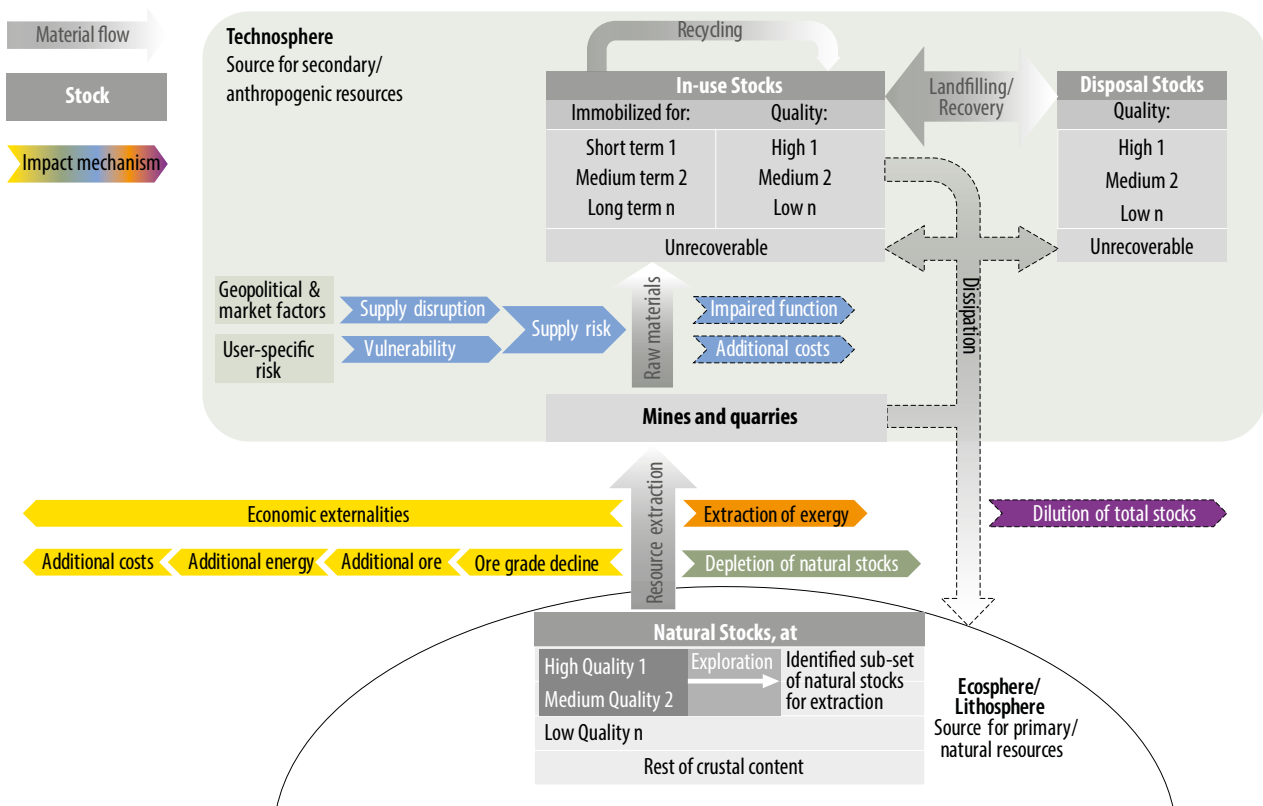 Material flow
Stock
Impact mechanism
Technosphere
Source for secondary/
anthropogenic resources
Recycling
In-use Stocks
Immobilized for:
Quality:
Short term 1
High 1
Medium term 2
Medium 2
Long term n
Low n
Unrecoverable
Landfilling/
Recovery
Disposal Stocks
Quality:
High 1
Medium 2
Low n
Unrecoverable
Geopolitical &
market factors
User-specific
risk
Supply disruption
Vulnerability
Supply risk
Raw materials
Impaired function
Additional costs
Dissipation
Mines and quarries
Resource extraction
Economic externalities
Additional costs
Additional energy
Additional ore
Ore grade decline
Extraction of exergy
Depletion of natural stocks
Dilution of total stocks
Natural Stocks, at
High Quality 1
Medium Quality 2
Exploration
Identified sub-set
of natural stocks
for extraction
Low Quality n
Rest of crustal content
Ecosphere/
Lithosphere
Source for primary/
natural resources